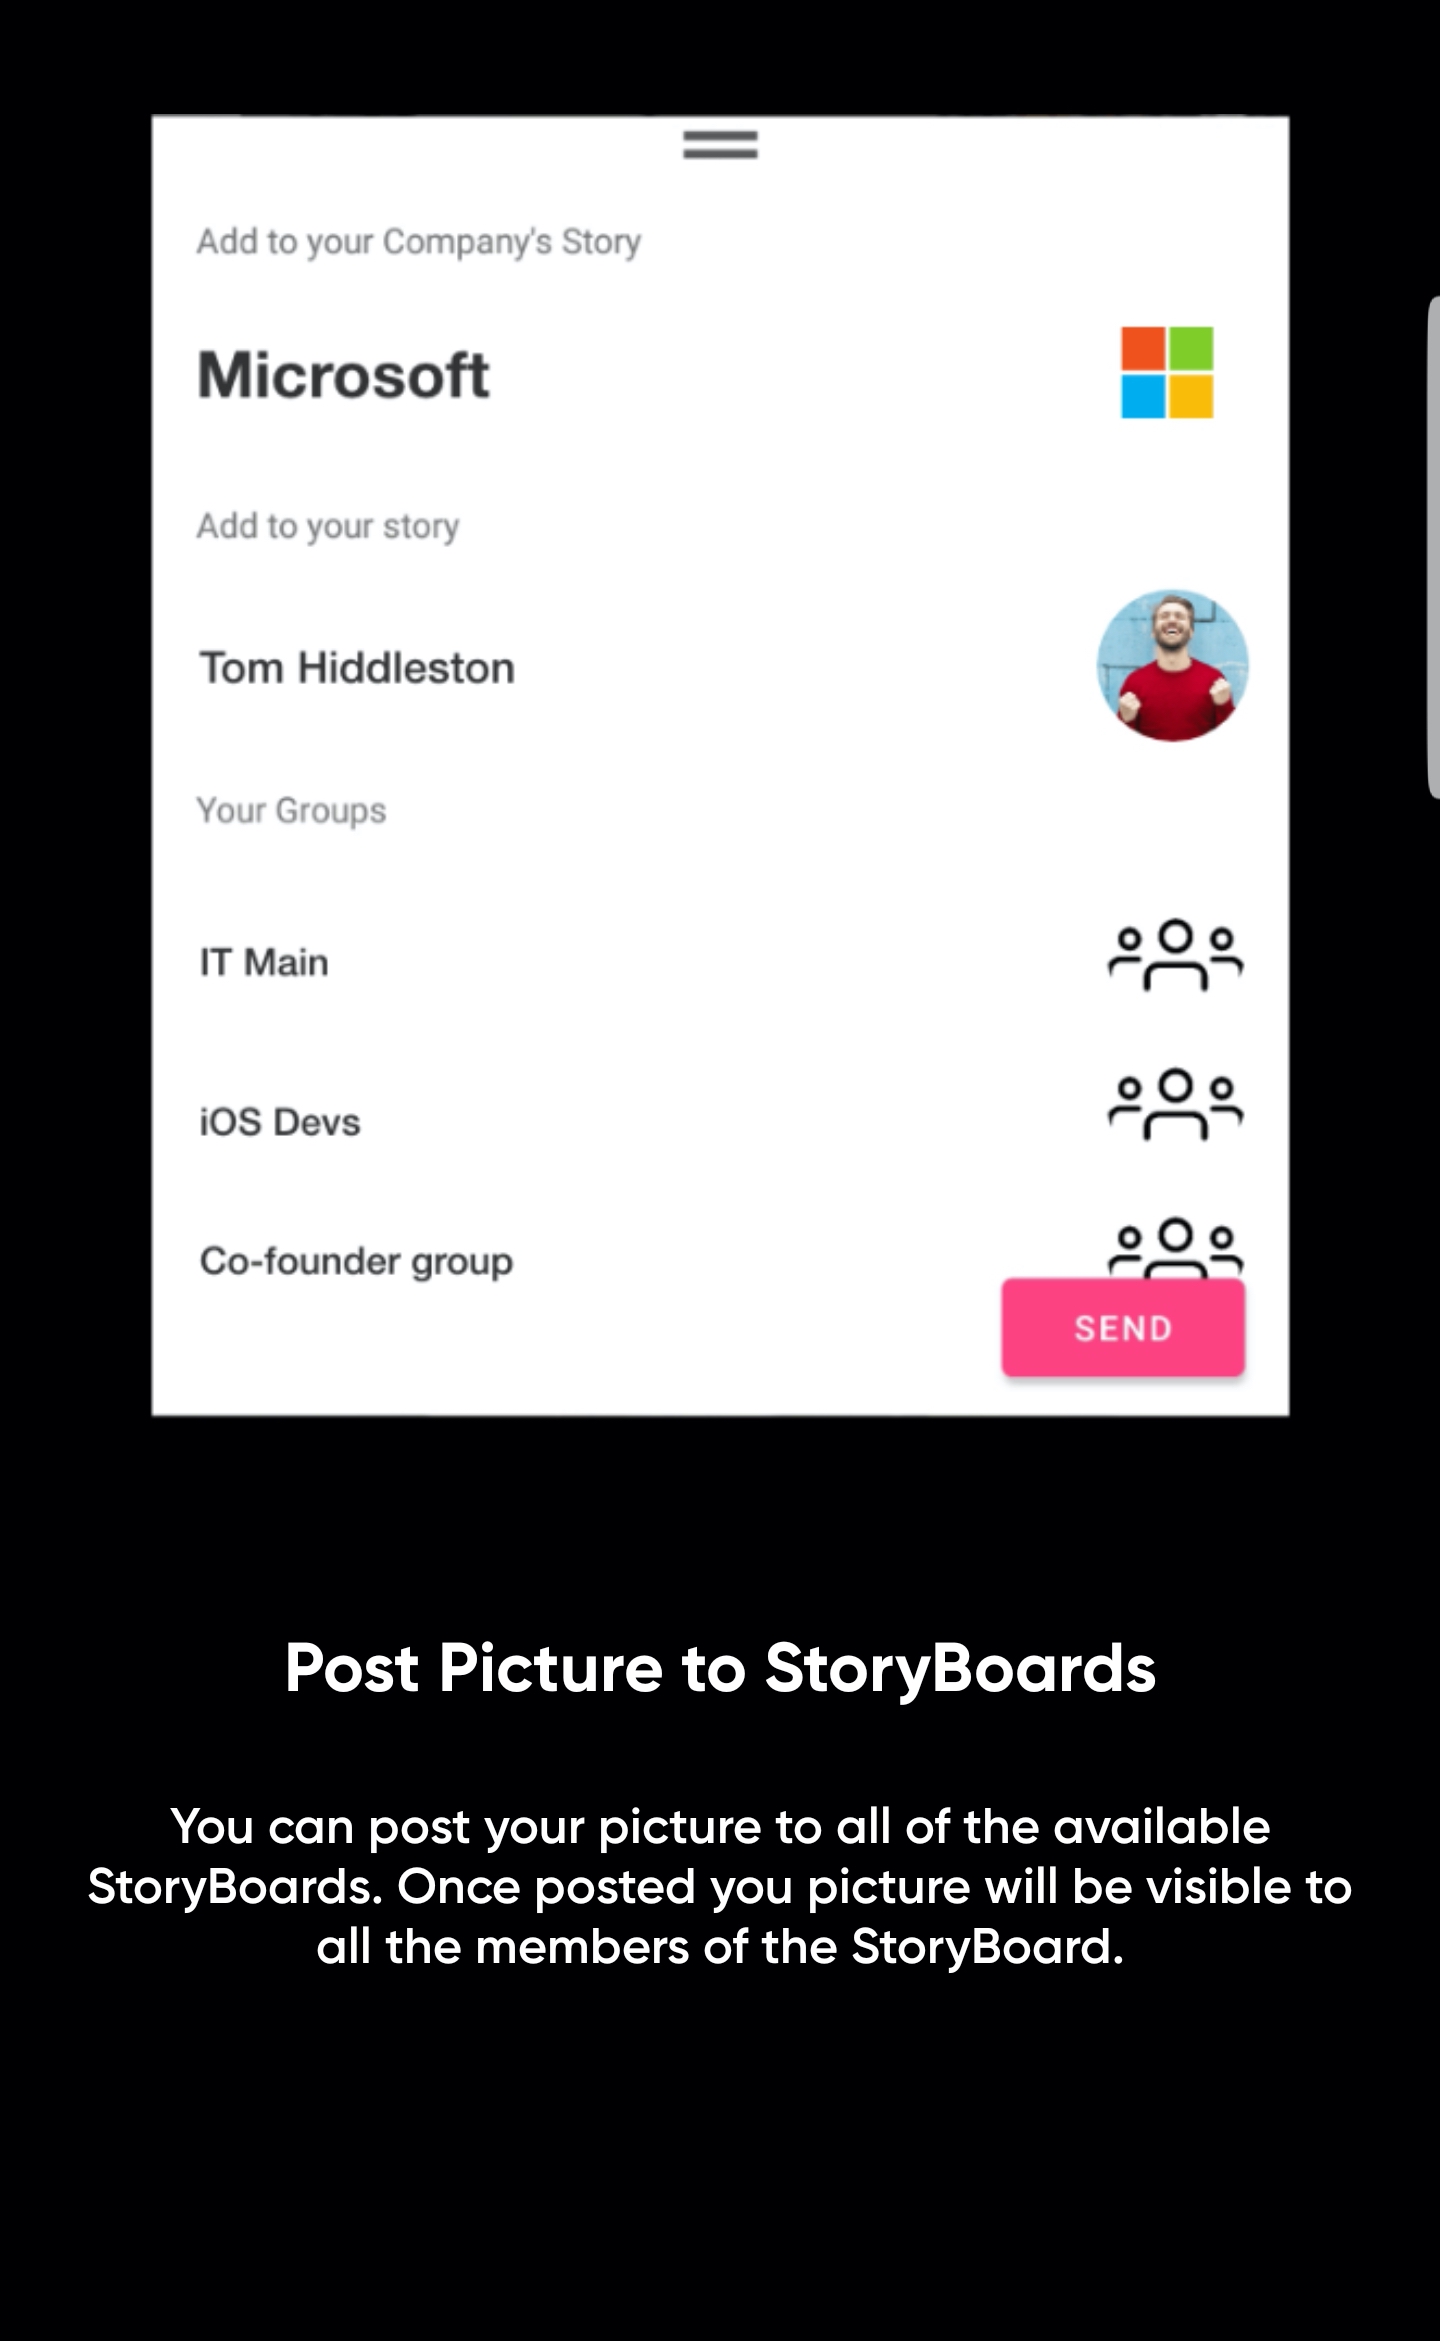 Add to your Company's Story
Microsoft
Add to your story
Tom Hiddleston
Your Groups
IT Main
iOS Devs
Co-founder group
SEND
Post Picture to StoryBoards
You can post your picture to all of the available
StoryBoards. Once posted you picture will be visible to
all the members of the StoryBoard.